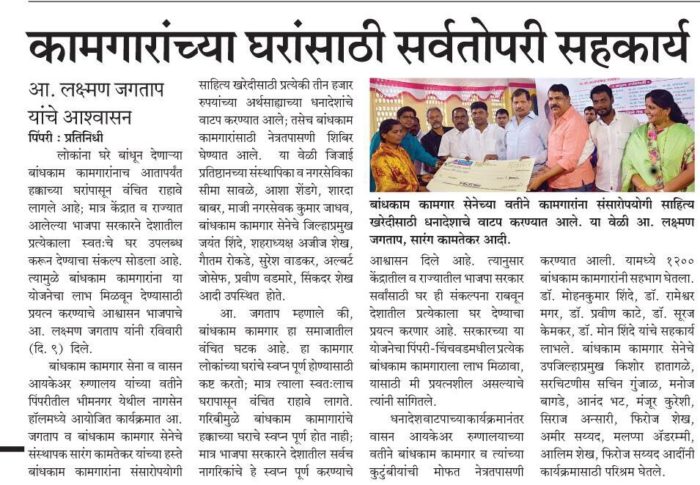 कामगारांच्या घरांसाठी सर्वतोपरी सहकार्य
आ. लक्ष्मण जगताप
यांचे आश्वासन
पिंपरी : प्रतिनिधी
लोकांना घरे बांधून देणाऱ्या
बांधकाम कामगारांनाच आतापर्यंत
हक्काच्या घरांपासून वंचित राहावे
लागले आहे; मात्र केंद्रात व राज्यात
आलेल्या भाजपा सरकारने देशातील
प्रत्येकाला स्वतःचे घर उपलब्ध
करून देण्याचा संकल्प सोडला आहे.
त्यामुळे बांधकाम कामगारांना या
योजनेचा लाभ मिळवून देण्यासाठी
प्रयत्न करण्याचे आश्वासन भाजपाचे
आ. लक्ष्मण जगताप यांनी रविवारी
(दि. ९) दिले.
बांधकाम कामगार सेना व वासन
आयकेअर रुग्णालय यांच्या वतीने
पिंपरीतील भीमनगर येथील नागसेन
हॉलमध्ये आयोजित कार्यक्रमात आ.
जगताप व बांधकाम कामगार सेनेचे
संस्थापक सारंग कामतेकर यांच्या हस्ते
बांधकाम कामगारांना संसारोपयोगी
साहित्य खरेदीसाठी प्रत्येकी तीन हजार
रुपयांच्या अर्थसाह्याच्या धनादेशांचे
वाटप करण्यात आले; तसेच बांधकाम
कामगारांसाठी नेत्रतपासणी शिबिर
घेण्यात आले. या वेळी जिजाई
प्रतिष्ठानच्या संस्थापिका व नगरसेविका
सीमा सावळे, आशा शेंडगे, शारदा
बाबर, माजी नगरसेवक कुमार जाधव,
बांधकाम कामगार सेनेचे जिल्हाप्रमुख
जयंत शिंदे, शहराध्यक्ष अजीज शेख,
गौतम रोकडे, सुरेश वाडकर, अल्बर्ट
जोसेफ, प्रवीण वडमारे, सिंकदर शेख
आदी उपस्थित होते.
आ. जगताप म्हणाले की,
बांधकाम कामगार हा समाजातील
वंचित घटक आहे. हा कामगार
लोकांच्या घरांचे स्वप्न पूर्ण होण्यासाठी
कष्ट करतो; मात्र त्याला स्वतःलाच
घरापासून वंचित राहावे लागते.
गरिबीमुळे बांधकाम कामागारांचे
हक्काच्या घराचे स्वप्न पूर्ण होत नाही;
मात्र भाजपा सरकारने देशातील सर्वच
नागरिकांचे हे स्वप्न पूर्ण करण्याचे
बांधकाम कामगार सेनेच्या वतीने कामगारांना संसारोपयोगी साहित्य
खरेदीसाठी धनादेशाचे वाटप करण्यात आले. या वेळी आ. लक्ष्मण
जगताप, सारंग कामतेकर आदी.
आश्वासन दिले आहे. त्यानुसार
केंद्रातील व राज्यातील भाजपा सरकार
सर्वांसाठी घर ही संकल्पना राबवून
देशातील प्रत्येकाला घर देण्याचा
प्रयत्न करणार आहे. सरकारच्या या
योजनेचा पिंपरी-चिंचवडमधील प्रत्येक
बांधकाम कामगाराला लाभ मिळावा,
यासाठी मी प्रयत्नशील असल्याचे
त्यांनी सांगितले.
धनादेश वाटपाच्या कार्यक्रमानंतर
वासन आयकेअर रुग्णालयाच्या
वतीने बांधकाम कामगार व त्यांच्या
कुटुंबीयांची मोफत नेत्रतपासणी
करण्यात आली. यामध्ये १२००
बांधकाम कामगारांनी सहभाग घेतला.
डॉ. मोहनकुमार शिंदे, डॉ. रामेश्वर
मगर, डॉ. प्रवीण काटे, डॉ. सूरज
केमकर, डॉ. मोन शिंदे यांचे सहकार्य
लाभले. बांधकाम कामगार सेनेचे
उपजिल्हाप्रमुख किशोर हातागळे,
सरचिटणीस सचिन गुंजाळ, मनोज
बागडे, आनंद भट, मंजूर कुरेशी,
सिराज अन्सारी, फिरोज शेख,
अमीर सय्यद, मलप्पा अँडरम्मी,
आलिम शेख, फिरोज सय्यद आदींनी
कार्यक्रमासाठी परिश्रम घेतले.